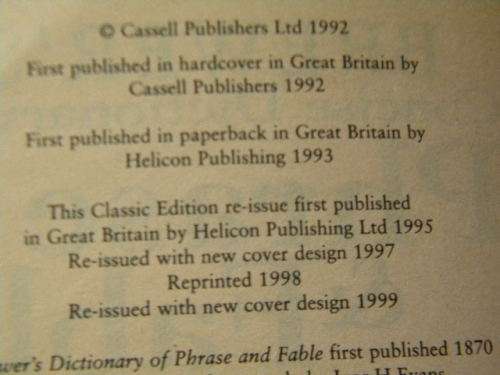 © Cassell Publishers Ltd 1992
First published in hardcover in Great Britain by
Cassell Publishers 1992
First published in paperback in Great Britain by
Helicon Publishing 1993
This Classic Edition re-issue first published
in Great Britain by Helicon Publishing Ltd 1995
Re-issued with new cover design 1997
Reprinted 1998
Re-issued with new cover design 1999
wer's Dictionary of Phrase and Fable first published 1870
H Evans